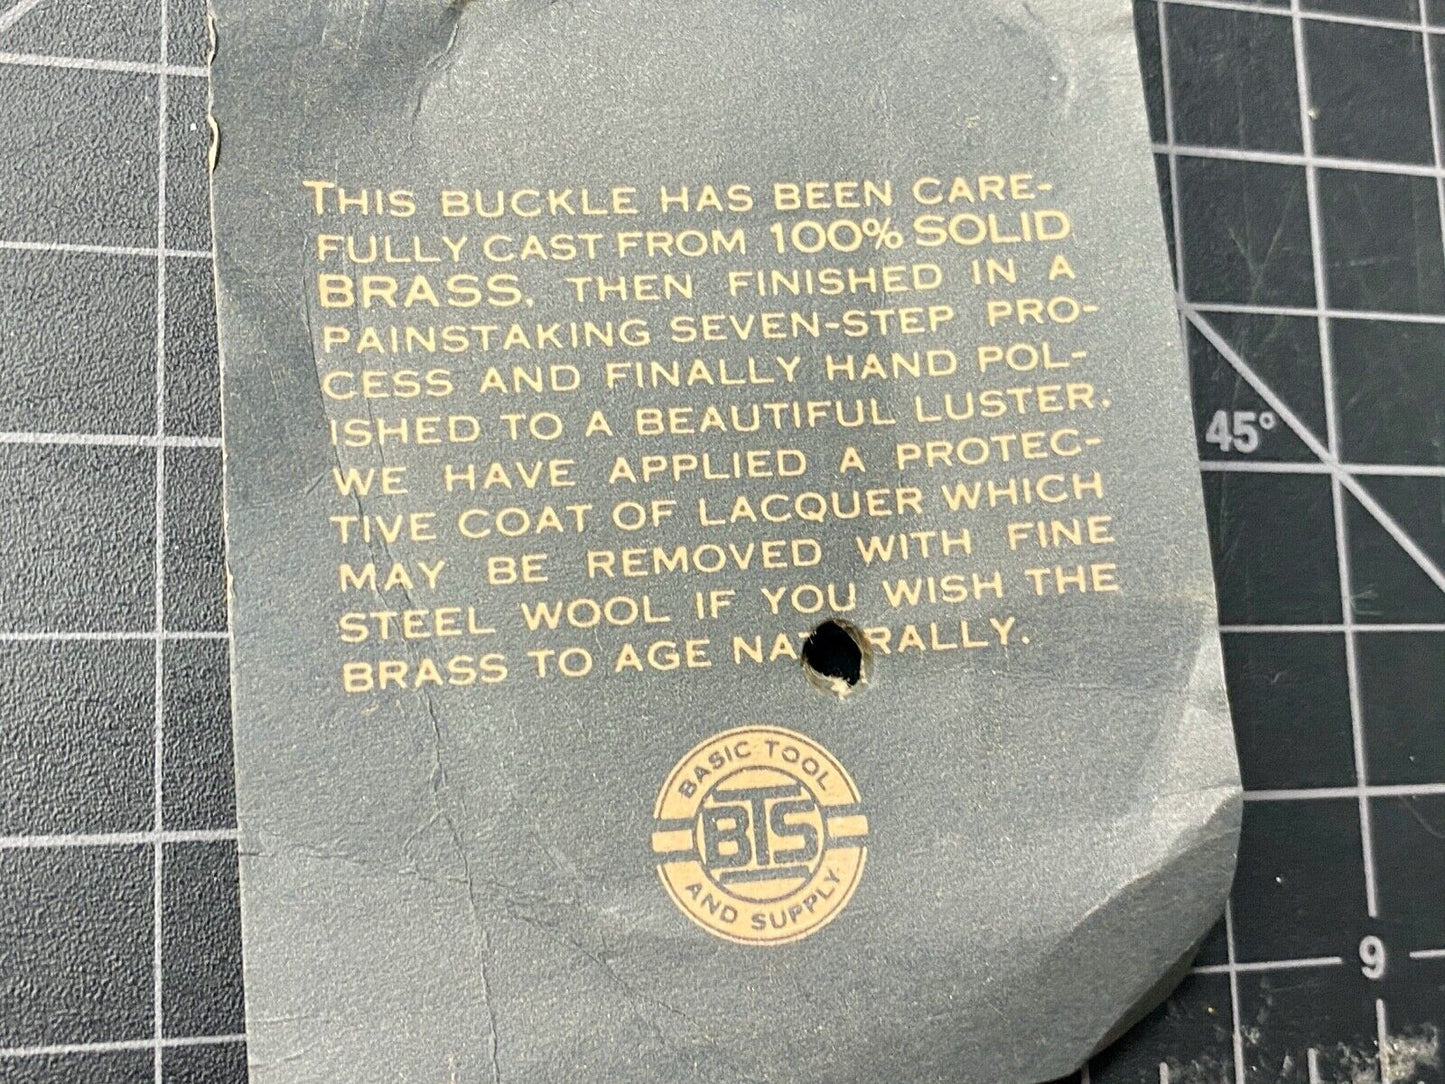 THIS BUCKLE HAS BEEN CARE-
FULLY CAST FROM 100% SOLID
BRASS, THEN FINISHED IN A
PAINSTAKING SEVEN-STEP PRO-
CESS AND FINALLY HAND POL-
ISHED TO A BEAUTIFUL LUSTER.
WE HAVE APPLIED A PROTEC-
TIVE COAT OF LACQUER WHICH
MAY BE REMOVED WITH FINE
STEEL WOOL IF YOU WISH THE
BRASS TO AGE NATURALLY.
BASIC TOOL
BTS
AND SUPPLY
45°
9